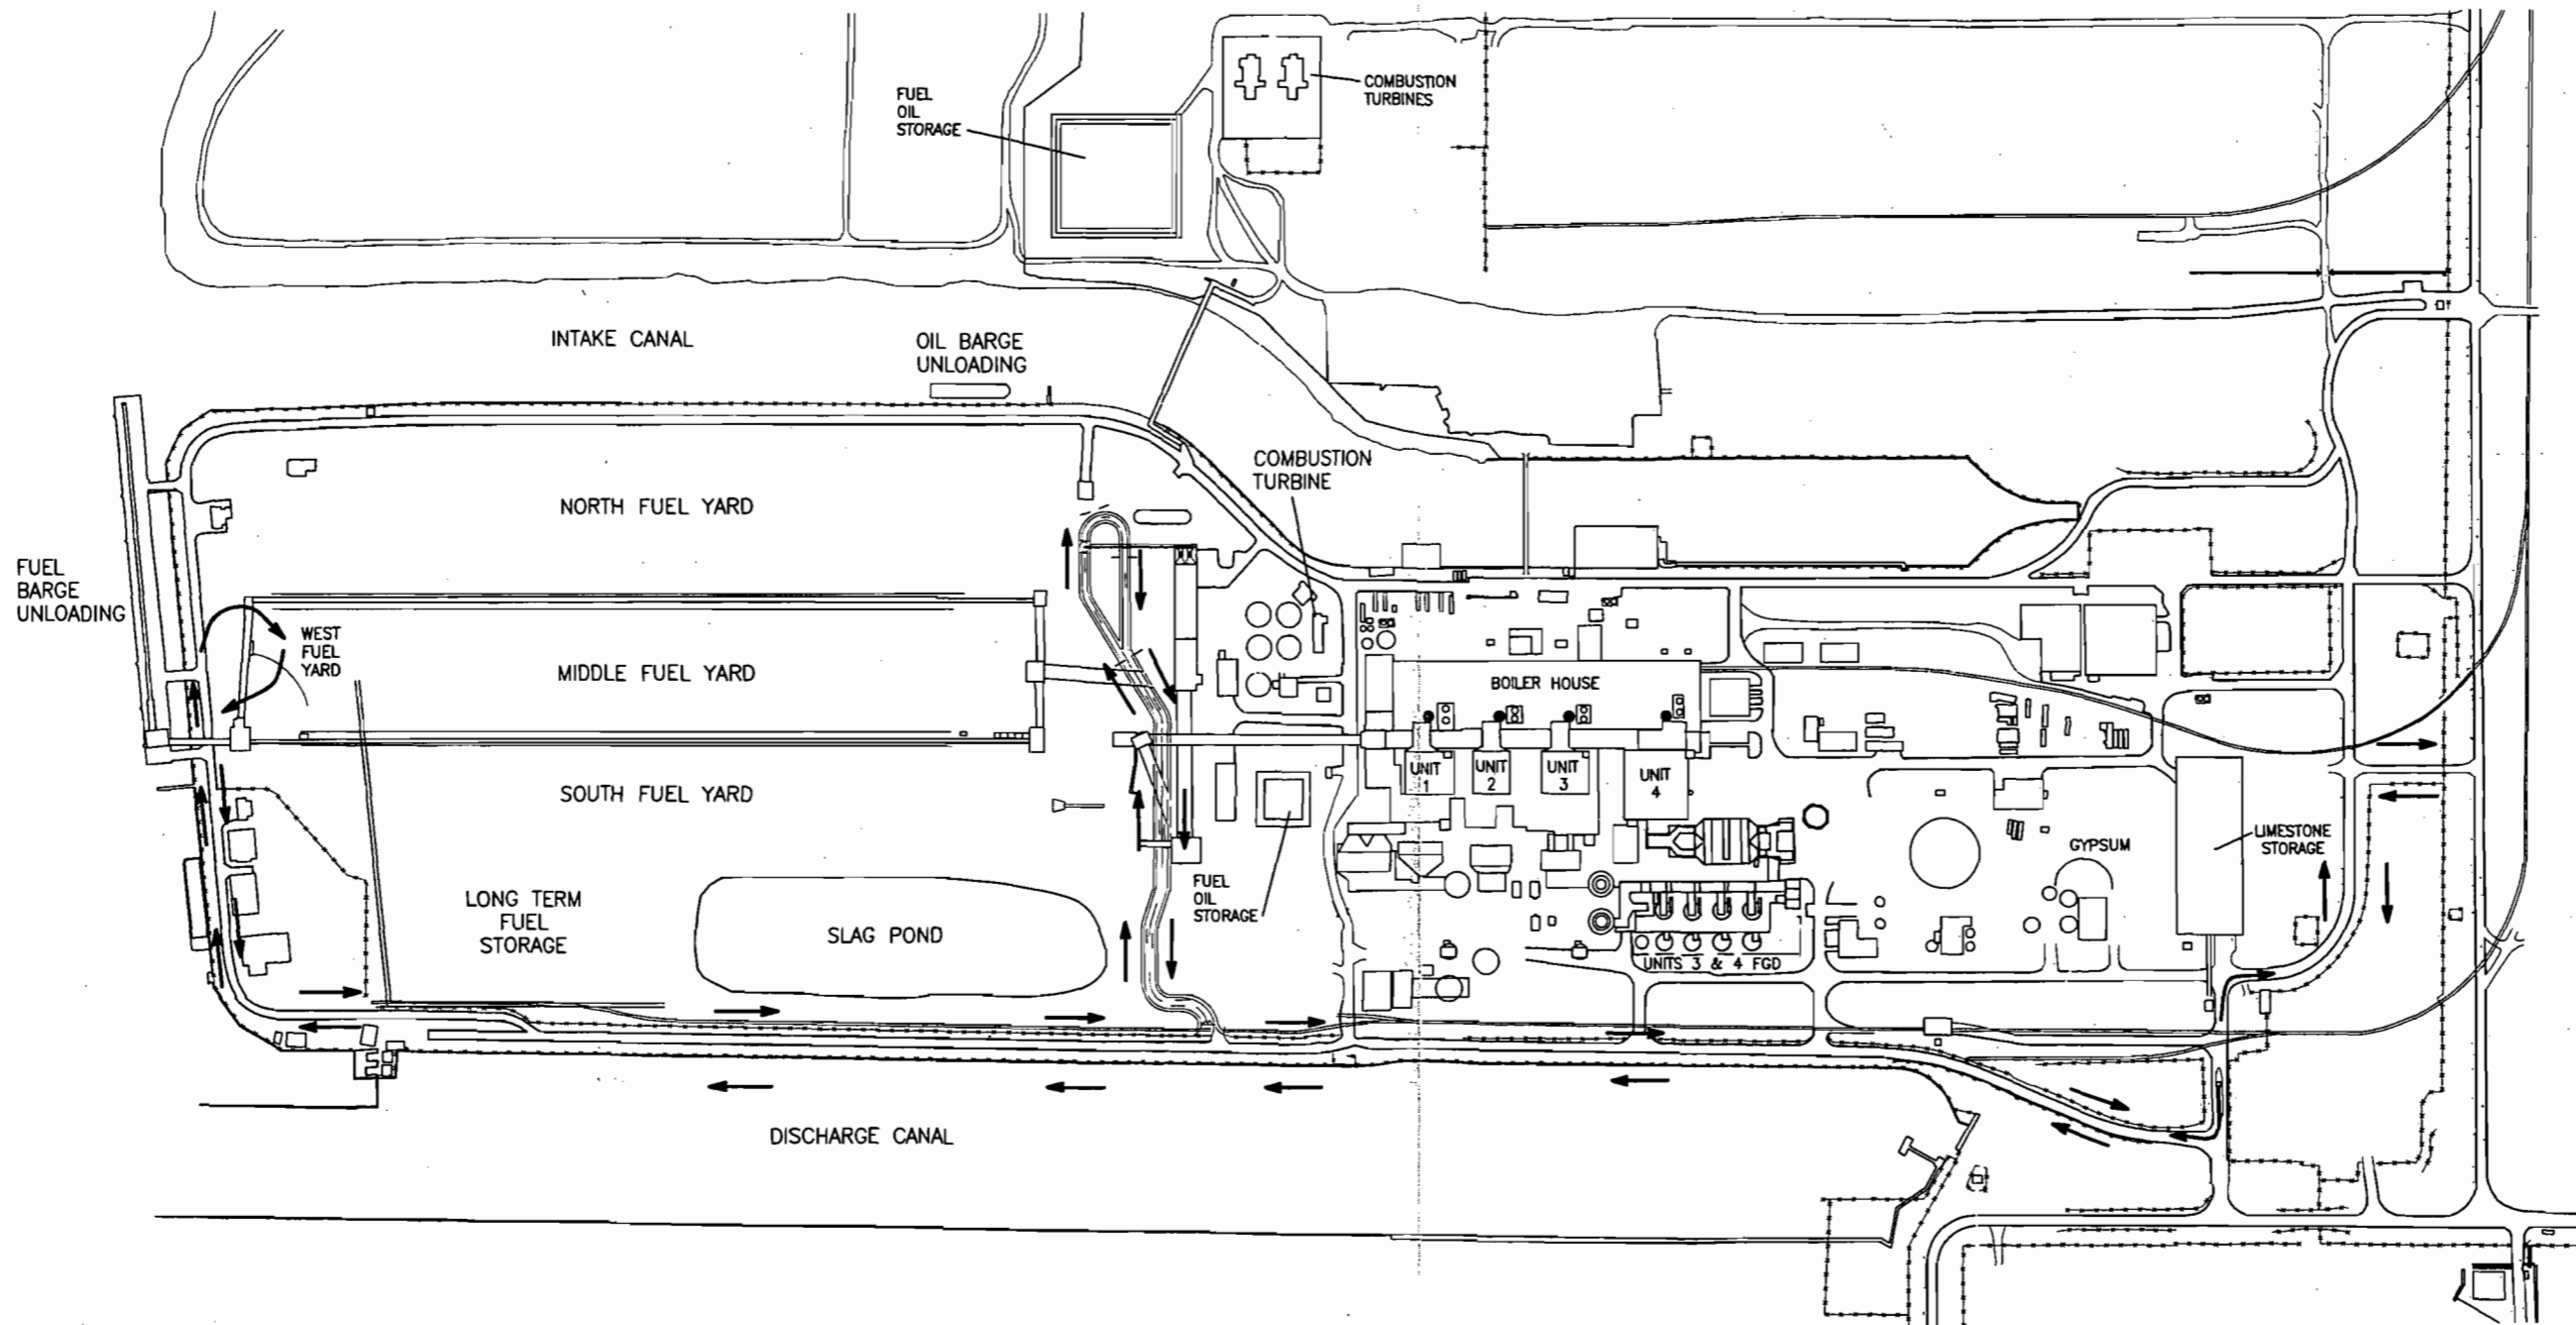 FUEL
OIL
STORAGE
COMBUSTION
TURBINES
INTAKE CANAL
OIL BARGE
UNLOADING
COMBUSTION
TURBINE
NORTH FUEL YARD
FUEL
BARGE
UNLOADING
WEST
FUEL
YARD
MIDDLE FUEL YARD
BOILER HOUSE
SOUTH FUEL YARD
UNIT
1
UNIT
2
UNIT
3
UNIT
4
LIMESTONE
STORAGE
GYPSUM
LONG TERM
FUEL
STORAGE
SLAG POND
FUEL
OIL
STORAGE
UNITS 3 & 4 FGD
DISCHARGE CANAL